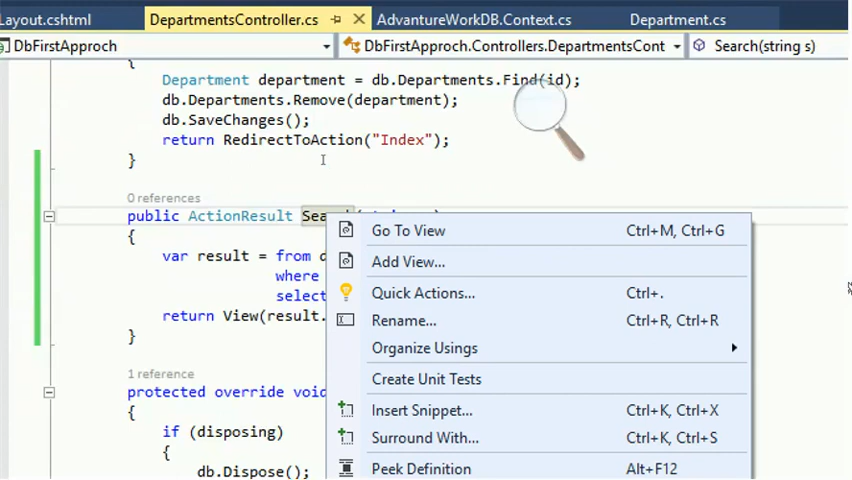 Layout.cshtml DepartmentsController.cs AdvantureWorkDB.Context.cs Department.cs
DbFirstApproch DbFirstApproch.Controllers.DepartmentsCont Search(string s)
{
Department department = db.Departments.Find(id);
db.Departments.Remove(department);
db.SaveChanges();
return RedirectToAction("Index");
}
0 references
public ActionResult
{
var result = from
where
select
return View(result.
}
1 reference
protected override void
{
if (disposing)
{
db.Dispose();
Go To View Ctrl+M, Ctrl+G
Add View...
Quick Actions... Ctrl+.
Rename... Ctrl+R, Ctrl+R
Organize Usings
Create Unit Tests
Insert Snippet... Ctrl+K, Ctrl+X
Surround With... Ctrl+K, Ctrl+S
Peek Definition Alt+F12